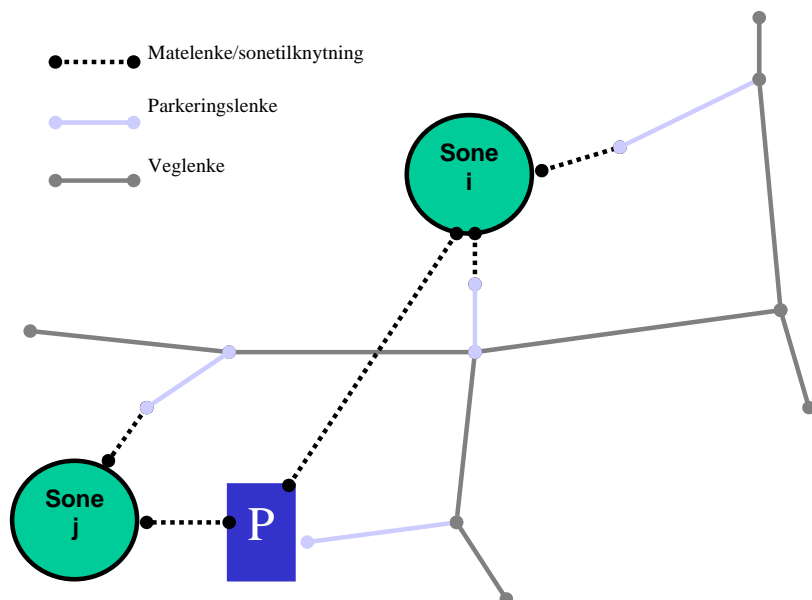 Matelenke/sonetilknytning
Parkeringslenke
Veglenke
Sone
i
Sone
j
P